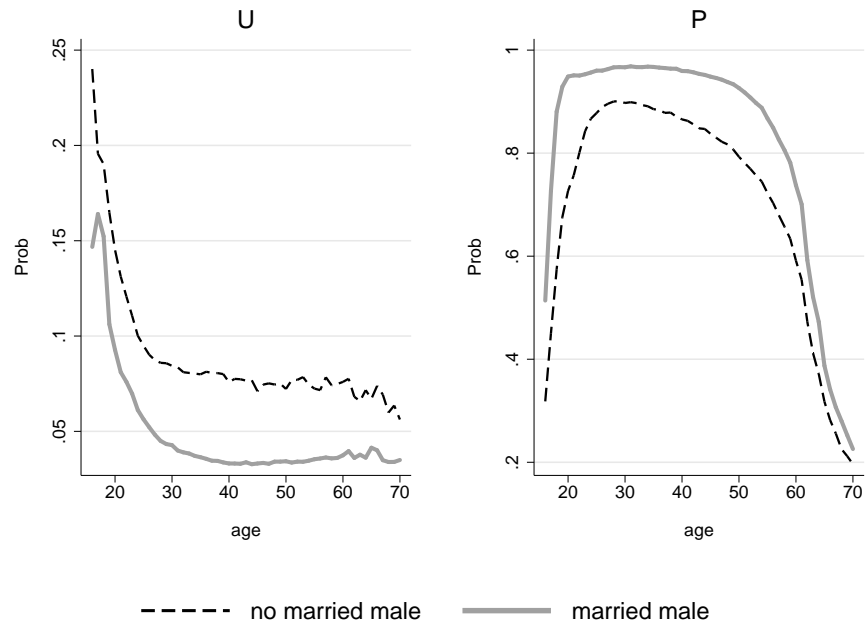 U
P
.05 .1 .15 .2 .25
Prob
20 30 40 50 60 70
age
.2 .4 .6 .8 1
Prob
20 30 40 50 60 70
age
no married male
married male